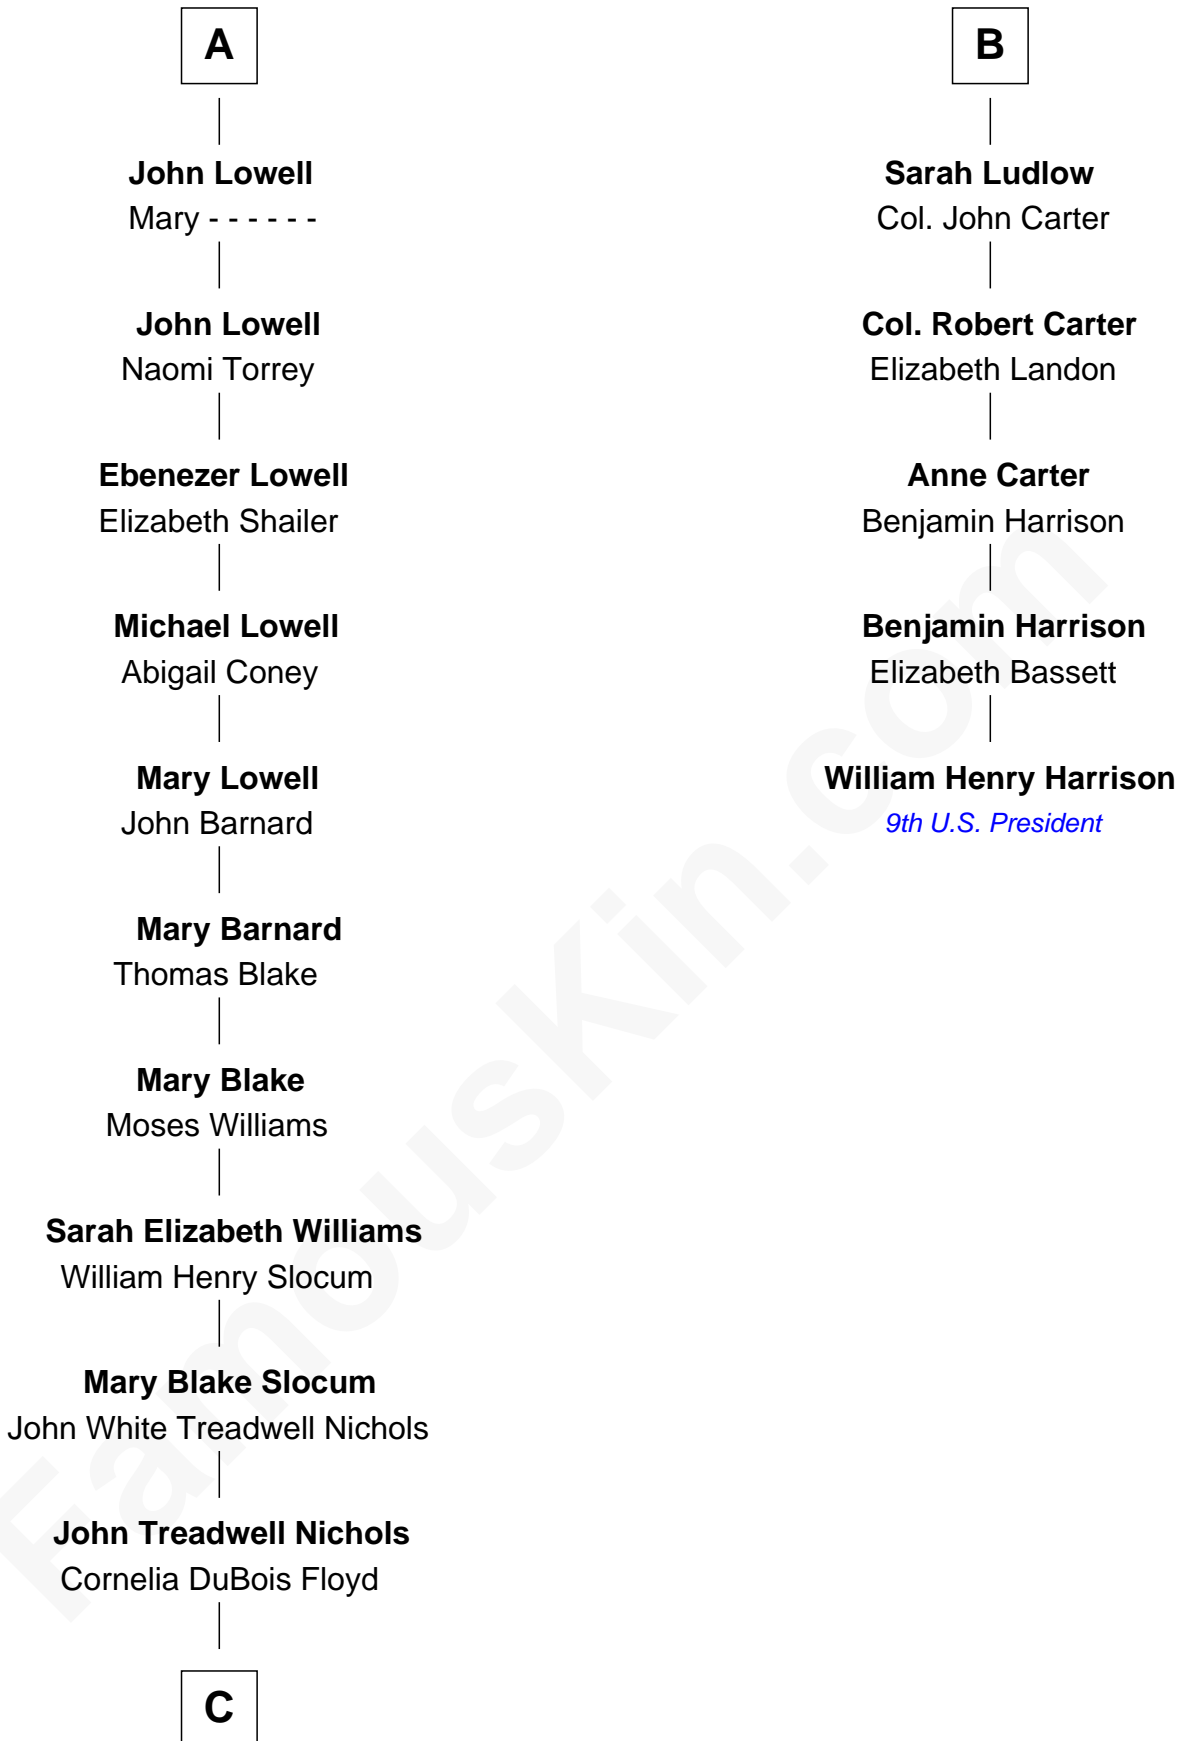 A
John Lowell
Mary - - - - - -
John Lowell
Naomi Torrey
Ebenezer Lowell
Elizabeth Shailer
Michael Lowell
Abigail Coney
Mary Lowell
John Barnard
Mary Barnard
Thomas Blake
Mary Blake
Moses Williams
Sarah Elizabeth Williams
William Henry Slocum
Mary Blake Slocum
John White Treadwell Nichols
John Treadwell Nichols
Cornelia DuBois Floyd
C
B
Sarah Ludlow
Col. John Carter
Col. Robert Carter
Elizabeth Landon
Anne Carter
Benjamin Harrison
Benjamin Harrison
Elizabeth Bassett
William Henry Harrison
9th U.S. President
FamousKin.com